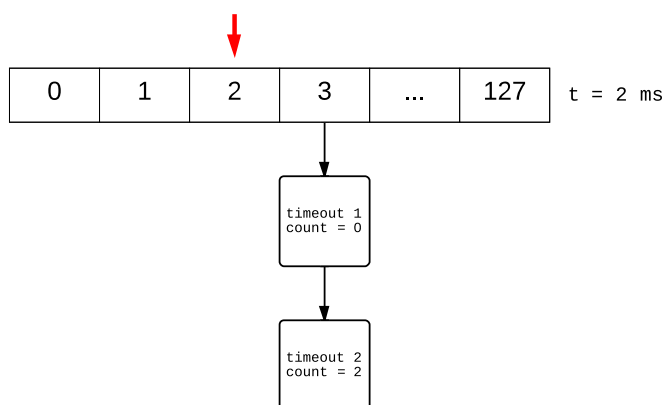 0 1 2 3 ... 127 t = 2 ms
timeout 1
count = 0
timeout 2
count = 2